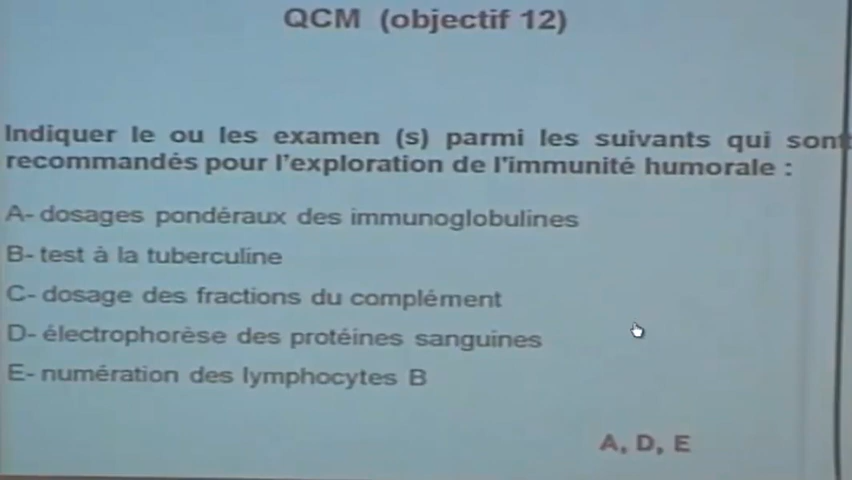 QCM (objectif 12)
Indiquer le ou les examen (s) parmi les suivants qui sont
recommandés pour l'exploration de l'immunité humorale :
A- dosages pondéraux des immunoglobulines
B- test à la tuberculine
C- dosage des fractions du complément
D- électrophorèse des protéines sanguines
E- numération des lymphocytes B
A, D, E